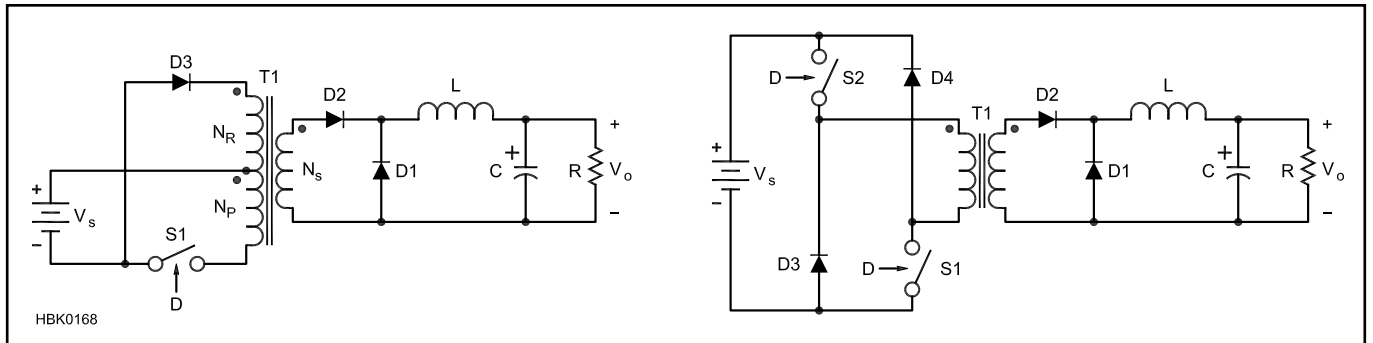 D3
T1
N_R
N_P
N_s
D2
D1
L
+
C
R
+
V_o
−
+
V_s
−
S1
D
HBK0168
D
S2
D4
+
V_s
−
T1
D2
D1
L
+
C
R
+
V_o
−
D3
D
S1